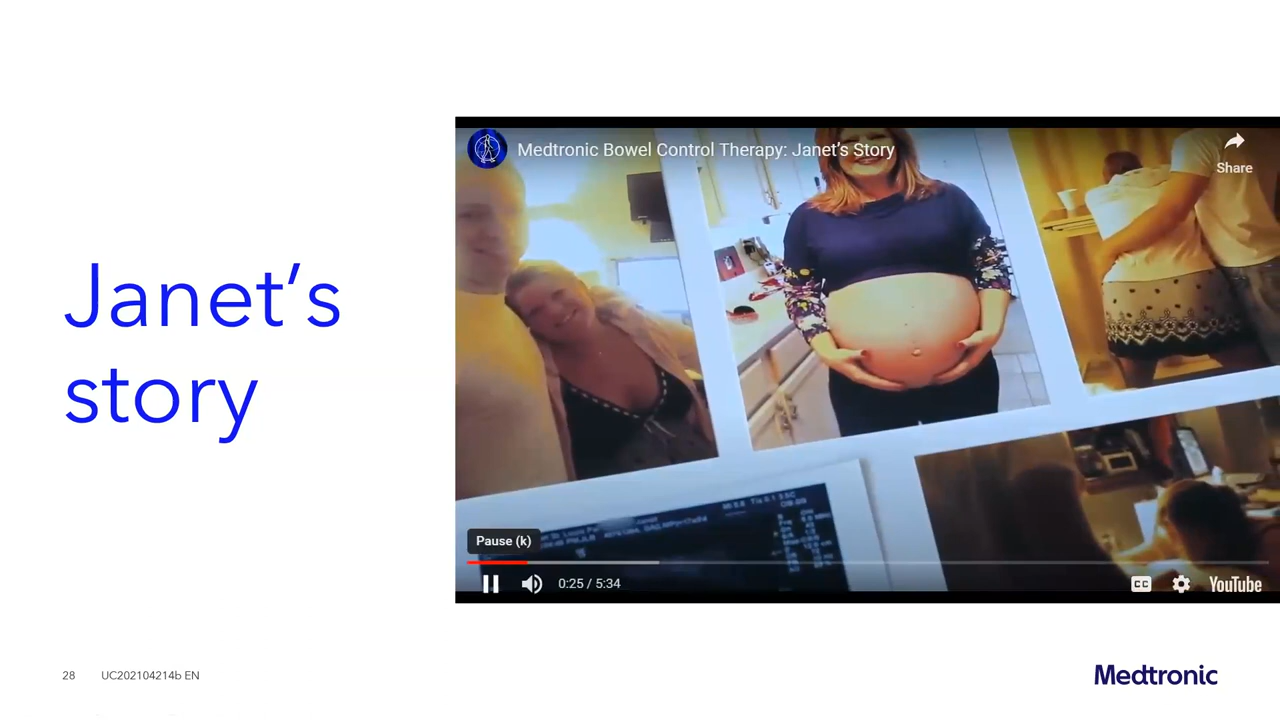 Janet’s
story
Medtronic Bowel Control Therapy: Janet’s Story
Share
Pause (k)
0:25 / 5:34
CC
YouTube
28 UC202104214b EN
Medtronic